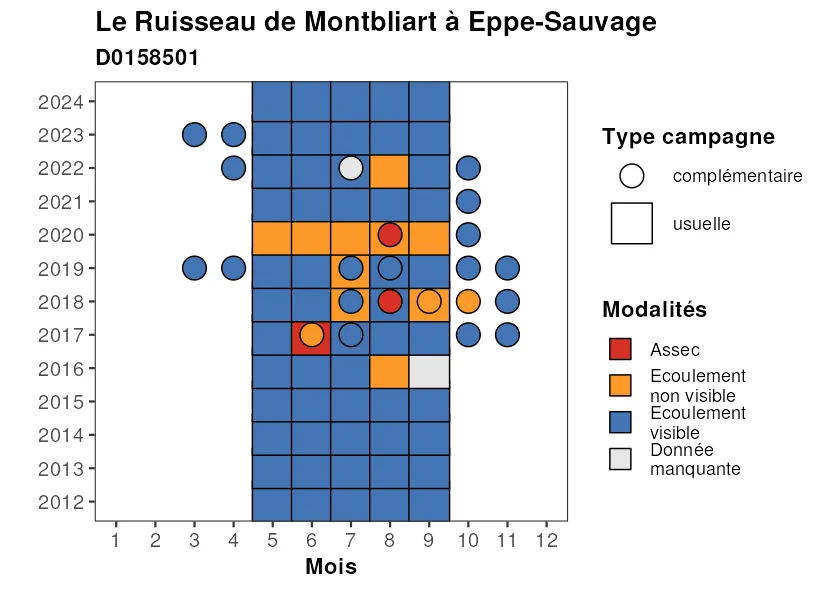 Le Ruisseau de Montbliart à Eppe-Sauvage
D0158501
2024
2023
2022
2021
2020
2019
2018
2017
2016
2015
2014
2013
2012
1 2 3 4 5 6 7 8 9 10 11 12
Mois
Type campagne
complémentaire
usuelle
Modalités
Assec
Ecoulement
non visible
Ecoulement
visible
Donnée
manquante